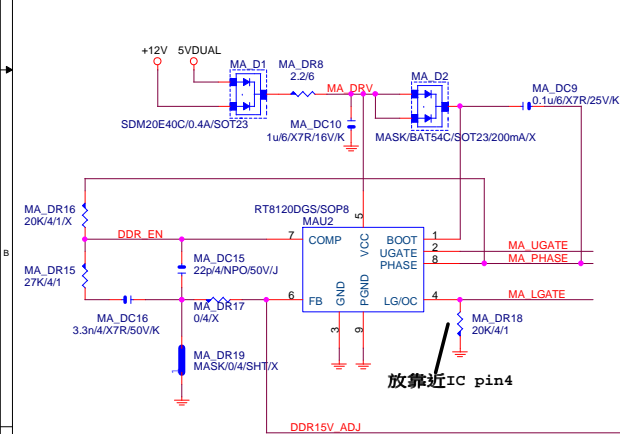 +12V 5VDUAL
MA_D1
MA_DR8
2.2/6
MA_DRV
MA_D2
MA_DC9
0.1u/6/X7R/25V/K
SDM20E40C/0.4A/SOT23
MA_DC10
1u/6/X7R/16V/K
MASK/BAT54C/SOT23/200mA/X
MA_DR16
20K/4/1/X
RT8120DGS/SOP8
MAU2
5
DDR_EN
7
COMP
VCC
BOOT
1
UGATE
2
MA_UGATE
PHASE
8
MA_PHASE
B
MA_DR15
27K/4/1
MA_DC15
22p/4/NPO/50V/J
6
FB
GND
PGND
LG/OC
4
MA_LGATE
MA_DC16
3.3n/4/X7R/50V/K
MA_DR17
0/4/X
3
9
MA_DR18
20K/4/1
MA_DR19
MASK/0/4/SHT/X
1
放靠近IC pin4
DDR15V_ADJ